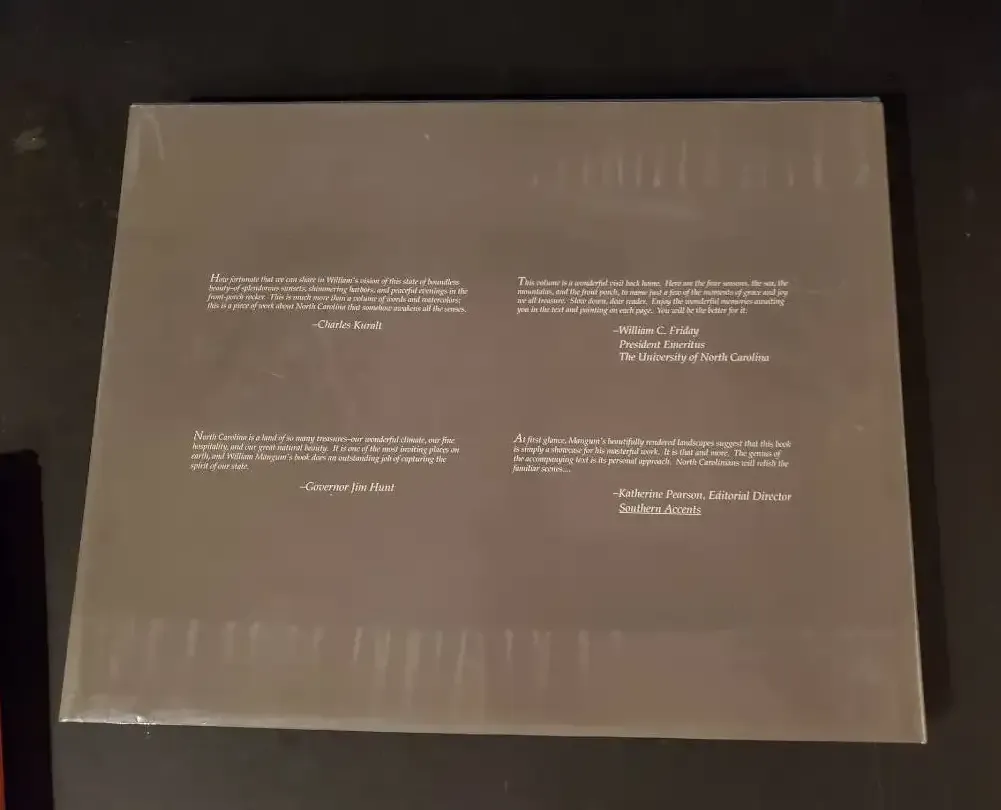 How fortunate that we can share in William's vision of this state of boundless
beauty–of splendorous sunsets, shimmering harbors, and peaceful evenings in the
front-porch rocker. This is much more than a volume of words and watercolors;
this is a piece of work about North Carolina that somehow awakens all the senses.
–Charles Kuralt
This volume is a wonderful visit back home. Here are the four seasons, the sea, the
mountains, and the front porch, to name just a few of the moments of grace and joy
we all treasure. Slow down, dear reader. Enjoy the wonderful memories awaiting
you in the text and painting on each page. You will be the better for it.
–William C. Friday
President Emeritus
The University of North Carolina
North Carolina is a land of so many treasures–our wonderful climate, our fine
hospitality, and our great natural beauty. It is one of the most inviting places on
earth, and William Mangum's book does an outstanding job of capturing the
spirit of our state.
–Governor Jim Hunt
At first glance, Mangum's beautifully rendered landscapes suggest that this book
is simply a showcase for his masterful work. It is that and more. The genius of
the accompanying text is its personal approach. North Carolinians will relish the
familiar scenes....
–Katherine Pearson, Editorial Director
Southern Accents